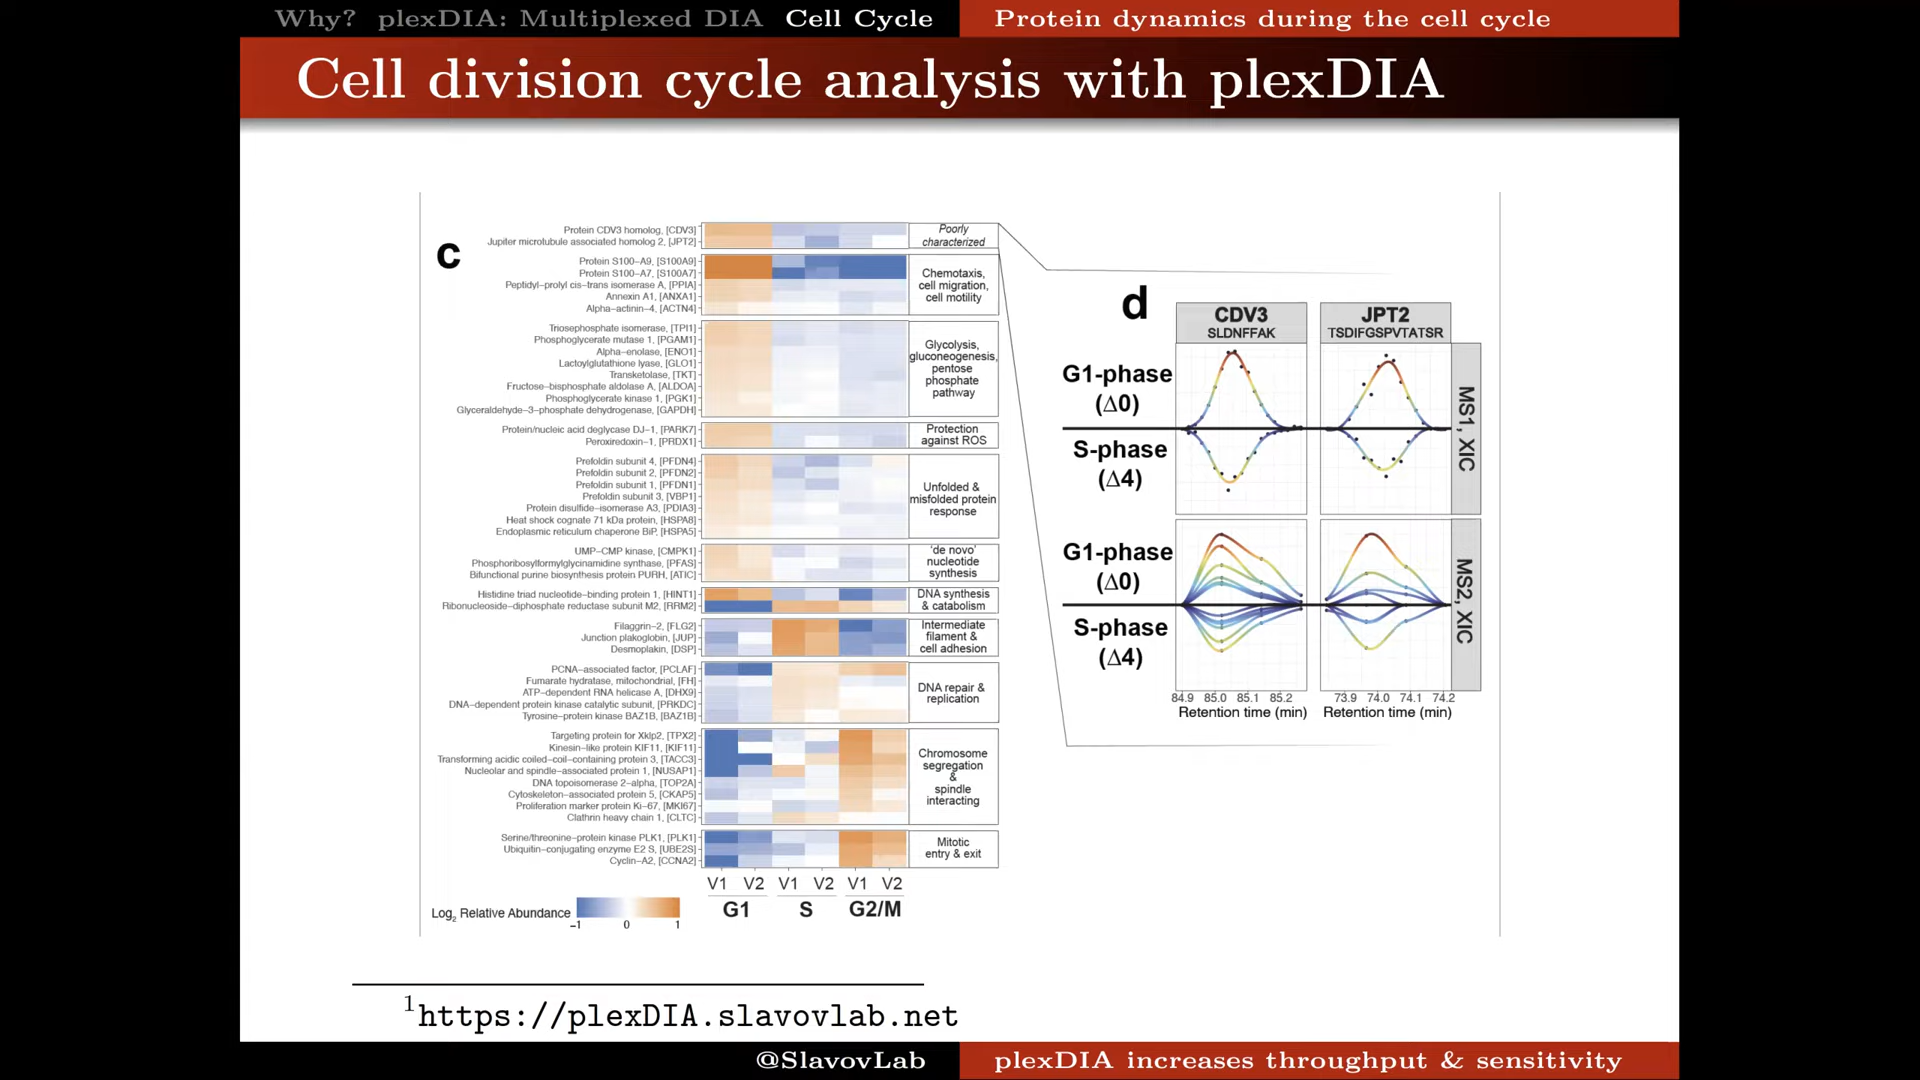 Why? plexDIA: Multiplexed DIA Cell Cycle Protein dynamics during the cell cycle
Cell division cycle analysis with plexDIA
c
Protein CDV3 homolog, [CDV3]
Jupiter microtubule associated homolog 2, [JPT2]
Poorly
characterized
Protein S100-A9, [S100A9]
Protein S100-A7, [S100A7]
Peptidyl-prolyl cis-trans isomerase A, [PPIA]
Annexin A1, [ANXA1]
Alpha-actinin-4, [ACTN4]
Chemotaxis,
cell migration,
cell motility
Triosephosphate isomerase, [TPI1]
Phosphoglycerate mutase 1, [PGAM1]
Alpha-enolase, [ENO1]
Lactoylglutathione lyase, [GLO1]
Transketolase, [TKT]
Fructose-bisphosphate aldolase A, [ALDOA]
Phosphoglycerate kinase 1, [PGK1]
Glyceraldehyde-3-phosphate dehydrogenase, [GAPDH]
Glycolysis,
gluconeogenesis,
pentose
phosphate
pathway
Protein/nucleic acid deglycase DJ-1, [PARK7]
Peroxiredoxin-1, [PRDX1]
Protection
against ROS
Prefoldin subunit 4, [PFDN4]
Prefoldin subunit 2, [PFDN2]
Prefoldin subunit 1, [PFDN1]
Prefoldin subunit 3, [VBP1]
Protein disulfide-isomerase A3, [PDIA3]
Heat shock cognate 71 kDa protein, [HSPA8]
Endoplasmic reticulum chaperone BiP, [HSPA5]
Unfolded &
misfolded protein
response
UMP-CMP kinase, [CMPK1]
Phosphoribosylformylglycinamidine synthase, [PFAS]
Bifunctional purine biosynthesis protein PURH, [ATIC]
'de novo'
nucleotide
synthesis
Histidine triad nucleotide-binding protein 1, [HINT1]
Ribonucleoside-diphosphate reductase subunit M2, [RRM2]
DNA synthesis
& catabolism
Filaggrin-2, [FLG2]
Junction plakoglobin, [JUP]
Desmoplakin, [DSP]
Intermediate
filament &
cell adhesion
PCNA-associated factor, [PCLAF]
Fumarate hydratase, mitochondrial, [FH]
ATP-dependent RNA helicase A, [DHX9]
DNA-dependent protein kinase catalytic subunit, [PRKDC]
Tyrosine-protein kinase BAZ1B, [BAZ1B]
DNA repair &
replication
Targeting protein for Xklp2, [TPX2]
Kinesin-like protein KIF11, [KIF11]
Transforming acidic coiled-coil-containing protein 3, [TACC3]
Nucleolar and spindle-associated protein 1, [NUSAP1]
DNA topoisomerase 2-alpha, [TOP2A]
Cytoskeleton-associated protein 5, [CKAP5]
Proliferation marker protein Ki-67, [MKI67]
Clathrin heavy chain 1, [CLTC]
Chromosome
segregation
&
spindle
interacting
Serine/threonine-protein kinase PLK1, [PLK1]
Ubiquitin-conjugating enzyme E2 S, [UBE2S]
Cyclin-A2, [CCNA2]
Mitotic
entry & exit
V1 V2 V1 V2 V1 V2
G1 S G2/M
Log2 Relative Abundance
-1 0 1
d
CDV3
SLDNFFAK
JPT2
TSDIFGSPVTATSR
G1-phase
(Δ0)
S-phase
(Δ4)
MS1, XIC
G1-phase
(Δ0)
S-phase
(Δ4)
MS2, XIC
84.9 85.0 85.1 85.2 73.9 74.0 74.1 74.2
Retention time (min) Retention time (min)
1https://plexDIA.slavovlab.net
@SlavovLab plexDIA increases throughput & sensitivity